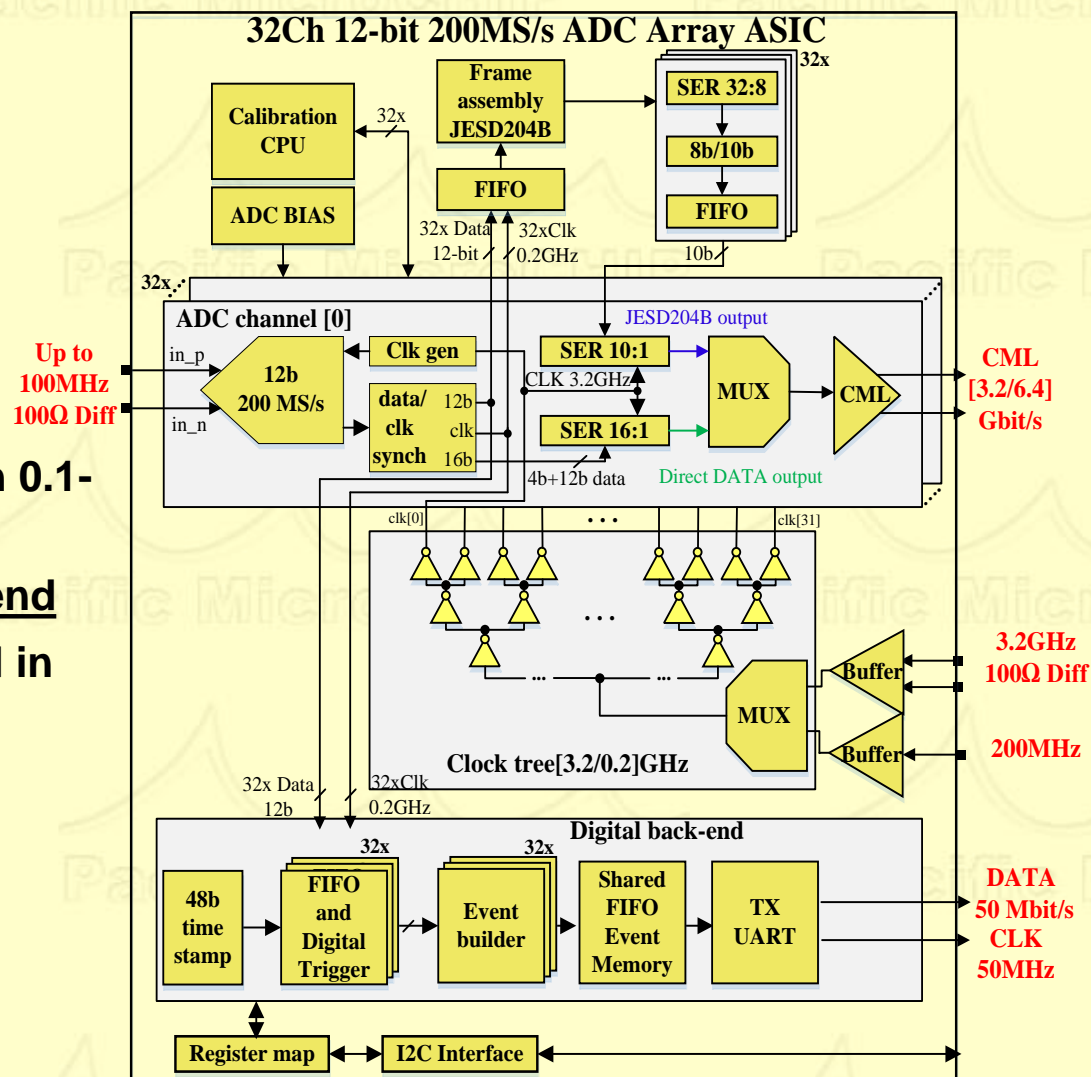 32Ch 12-bit 200MS/s ADC Array ASIC
Calibration
CPU
ADC BIAS
32x
Frame
assembly
JESD204B
FIFO
32x Data
12-bit
32xClk
0.2GHz
32x
SER 32:8
8b/10b
FIFO
10b
32x
ADC channel [0]
Up to
100MHz
100Ω Diff
in_p
in_n
12b
200 MS/s
Clk gen
data/
clk
synch
12b
clk
16b
JESD204B output
SER 10:1
CLK 3.2GHz
SER 16:1
4b+12b data
Direct DATA output
MUX
CML
CML
[3.2/6.4]
Gbit/s
n 0.1-
end
l in
clk[0]
...
clk[31]
...
...
...
MUX
Buffer
Buffer
3.2GHz
100Ω Diff
200MHz
Clock tree[3.2/0.2]GHz
32x Data
12b
32xClk
0.2GHz
Digital back-end
48b
time
stamp
32x
FIFO
and
Digital
Trigger
32x
Event
builder
Shared
FIFO
Event
Memory
TX
UART
DATA
50 Mbit/s
CLK
50MHz
Register map
I2C Interface